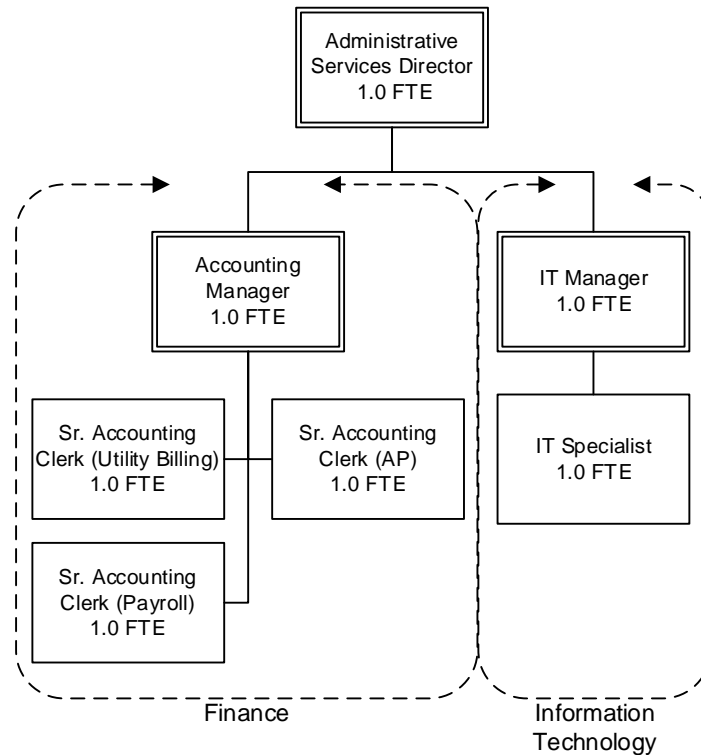 Administrative
Services Director
1.0 FTE
Accounting
Manager
1.0 FTE
IT Manager
1.0 FTE
Sr. Accounting
Clerk (Utility Billing)
1.0 FTE
Sr. Accounting
Clerk (AP)
1.0 FTE
IT Specialist
1.0 FTE
Sr. Accounting
Clerk (Payroll)
1.0 FTE
Finance
Information
Technology